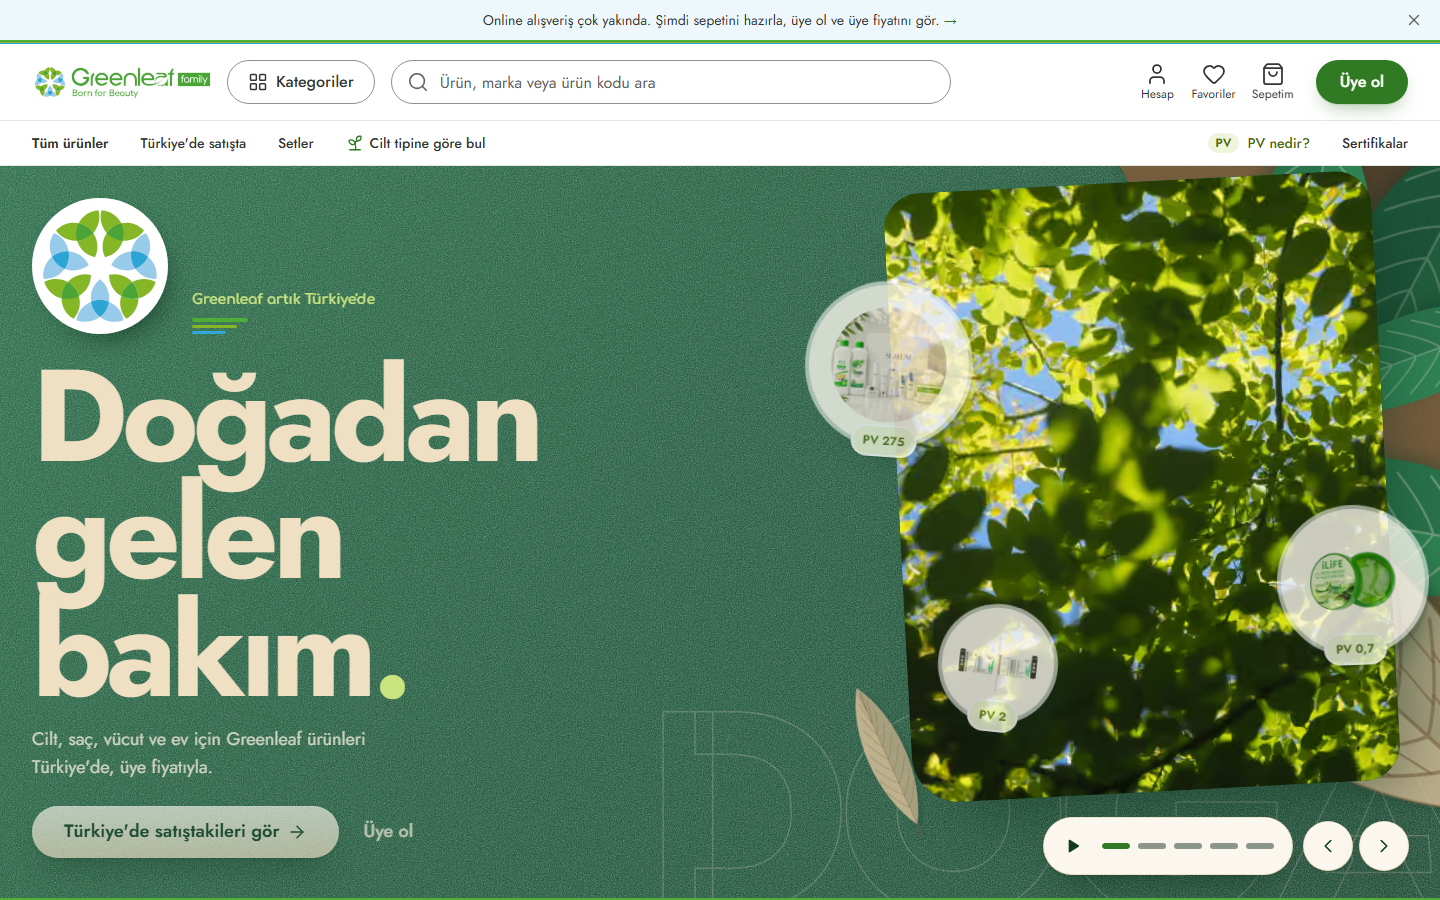 Online alışveriş çok yakında. Şimdi sepetini hazırla, üye ol ve üye fiyatını gör. →
Greenleaf family
Born for Beauty
Kategoriler
Ürün, marka veya ürün kodu ara
Hesap
Favoriler
Sepetim
Üye ol
Tüm ürünler
Türkiye'de satışta
Setler
Cilt tipine göre bul
PV
PV nedir?
Sertifikalar
Greenleaf artık Türkiye'de
Doğadan
gelen
bakım.
Cilt, saç, vücut ve ev için Greenleaf ürünleri
Türkiye'de, üye fiyatıyla.
Türkiye'de satıştakileri gör →
Üye ol
PV 275
iLiFE
PV 0,7
PV 2